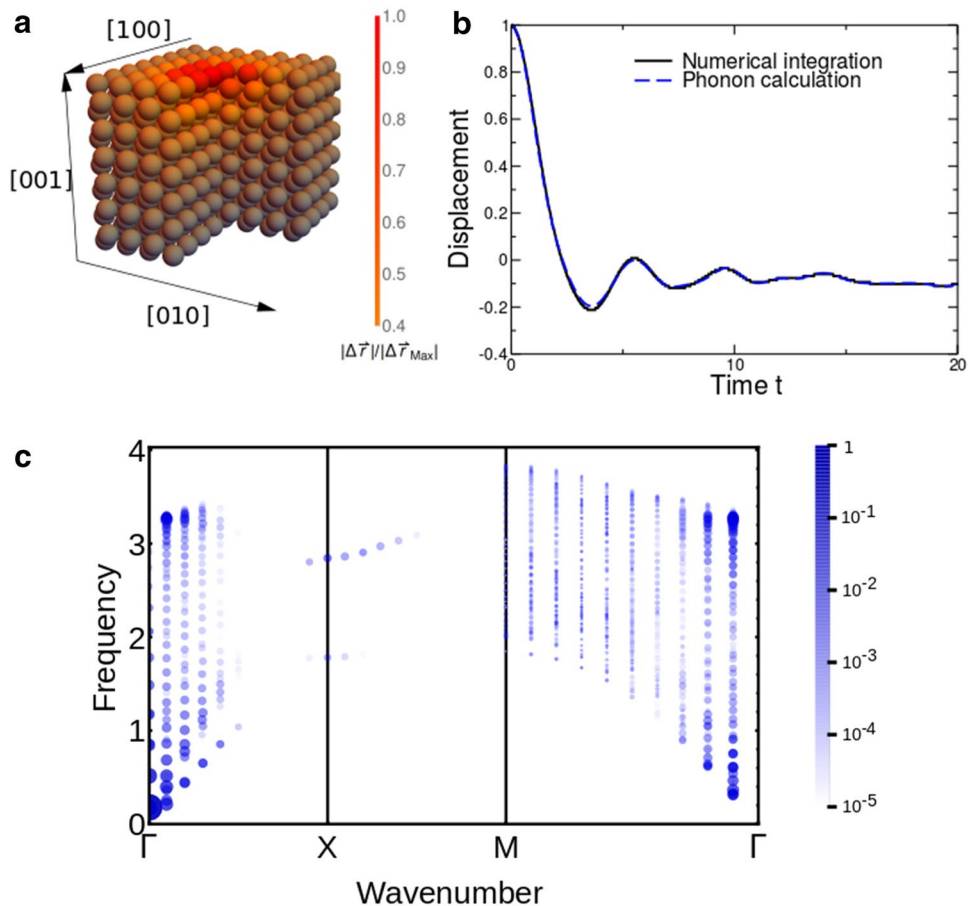 a
[100]
[001]
[010]
1.0
0.9
0.8
0.7
0.6
0.5
0.4
|Δr⃗|/|Δr⃗ Max|
b
1
0.8
0.6
0.4
0.2
0
-0.2
-0.4
Displacement
Numerical integration
Phonon calculation
0 10 20
Time t
c
4
3
2
1
0
Frequency
Γ X M Γ
Wavenumber
1
10⁻¹
10⁻²
10⁻³
10⁻⁴
10⁻⁵